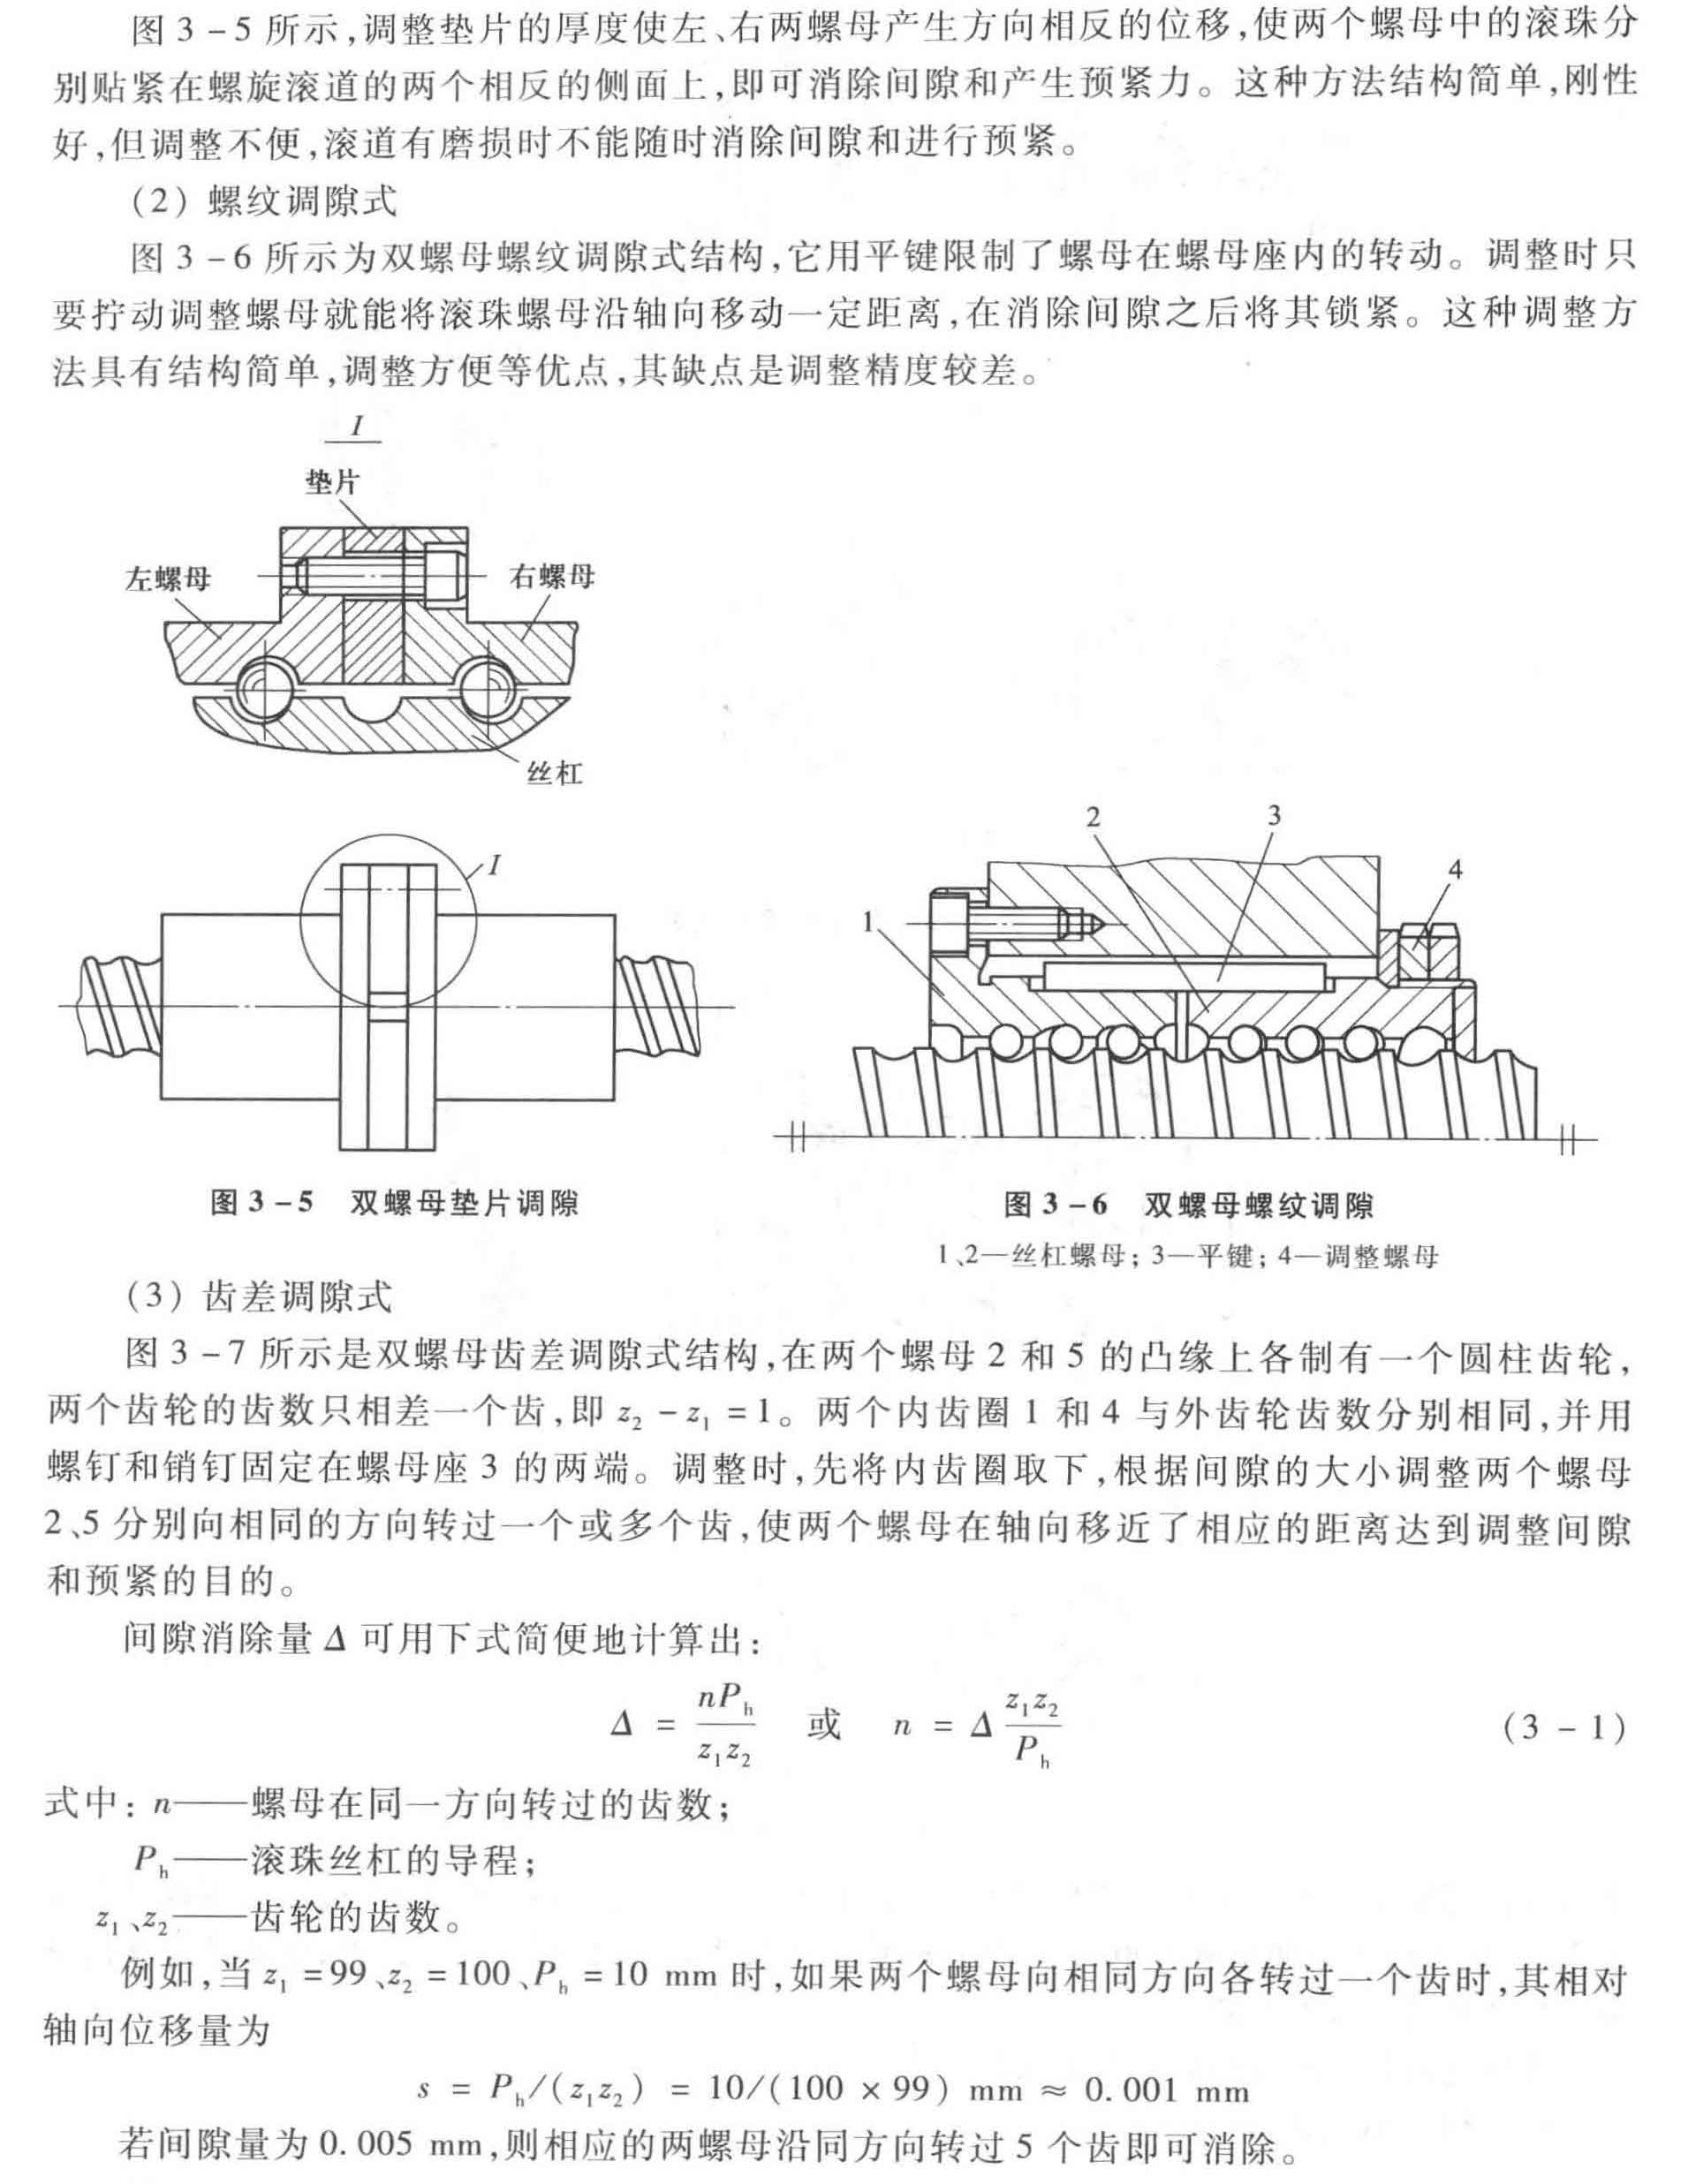 图 3-5 所示,调整垫片的厚度使左、右两螺母产生方向相反的位移,使两个螺母中的滚珠分
别贴紧在螺旋滚道的两个相反的侧面上,即可消除间隙和产生预紧力。这种方法结构简单,刚性
好,但调整不便,滚道有磨损时不能随时消除间隙和进行预紧。
(2) 螺纹调隙式
图 3-6 所示为双螺母螺纹调隙式结构,它用平键限制了螺母在螺母座内的转动。调整时只
要拧动调整螺母就能将滚珠螺母沿轴向移动一定距离,在消除间隙之后将其锁紧。这种调整方
法具有结构简单,调整方便等优点,其缺点是调整精度较差。
I
垫片
左螺母
右螺母
丝杠
I
图 3-5 双螺母垫片调隙
2
3
4
1
图 3-6 双螺母螺纹调隙
1、2—丝杠螺母; 3—平键; 4—调整螺母
(3) 齿差调隙式
图 3-7 所示是双螺母齿差调隙式结构,在两个螺母 2 和 5 的凸缘上各制有一个圆柱齿轮,
两个齿轮的齿数只相差一个齿,即 z₂ - z₁ = 1。两个内齿圈 1 和 4 与外齿轮齿数分别相同,并用
螺钉和销钉固定在螺母座 3 的两端。调整时,先将内齿圈取下,根据间隙的大小调整两个螺母
2、5 分别向相同的方向转过一个或多个齿,使两个螺母在轴向移近了相应的距离达到调整间隙
和预紧的目的。
间隙消除量 Δ 可用下式简便地计算出:
Δ = nPₕ/z₁z₂ 或 n = Δ z₁z₂/Pₕ (3-1)
式中: n——螺母在同一方向转过的齿数;
Pₕ——滚珠丝杠的导程;
z₁、z₂——齿轮的齿数。
例如,当 z₁ = 99、z₂ = 100、Pₕ = 10 mm 时,如果两个螺母向相同方向各转过一个齿时,其相对
轴向位移量为
s = Pₕ/(z₁z₂) = 10/(100 × 99) mm ≈ 0.001 mm
若间隙量为 0.005 mm,则相应的两螺母沿同方向转过 5 个齿即可消除。